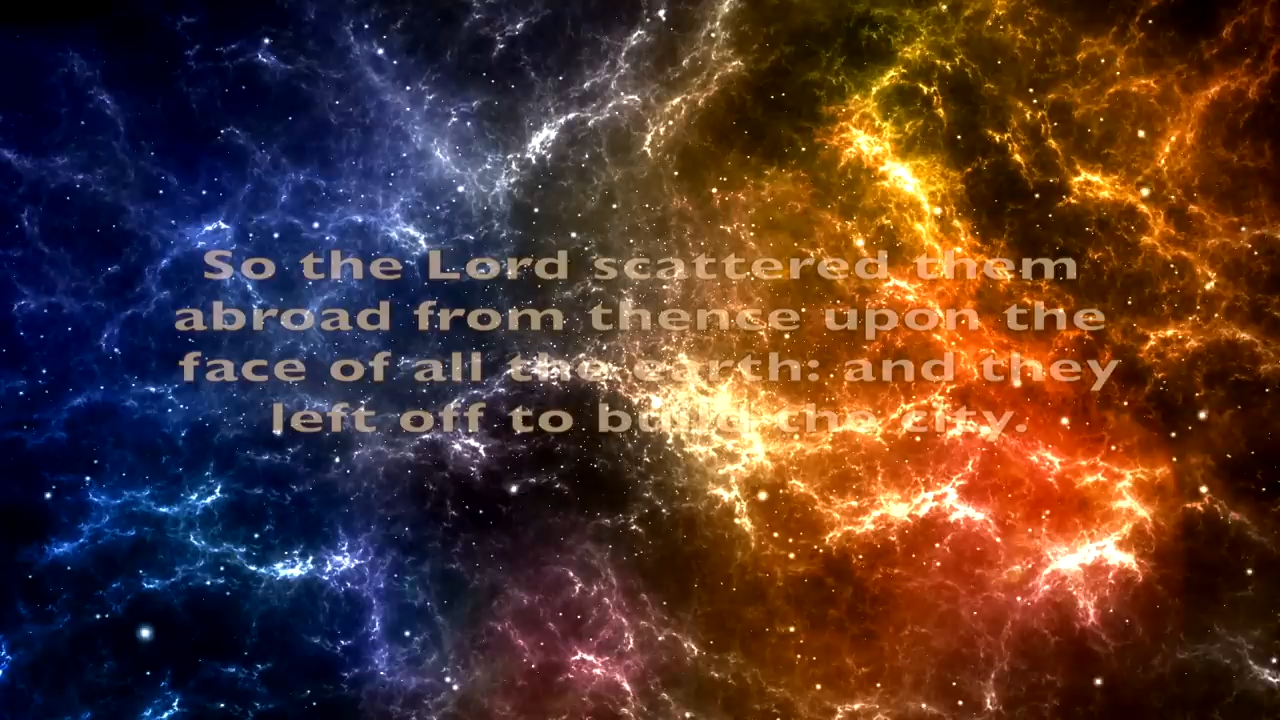 So the Lord scattered them
abroad from thence upon the
face of all the earth: and they
left off to build the city.